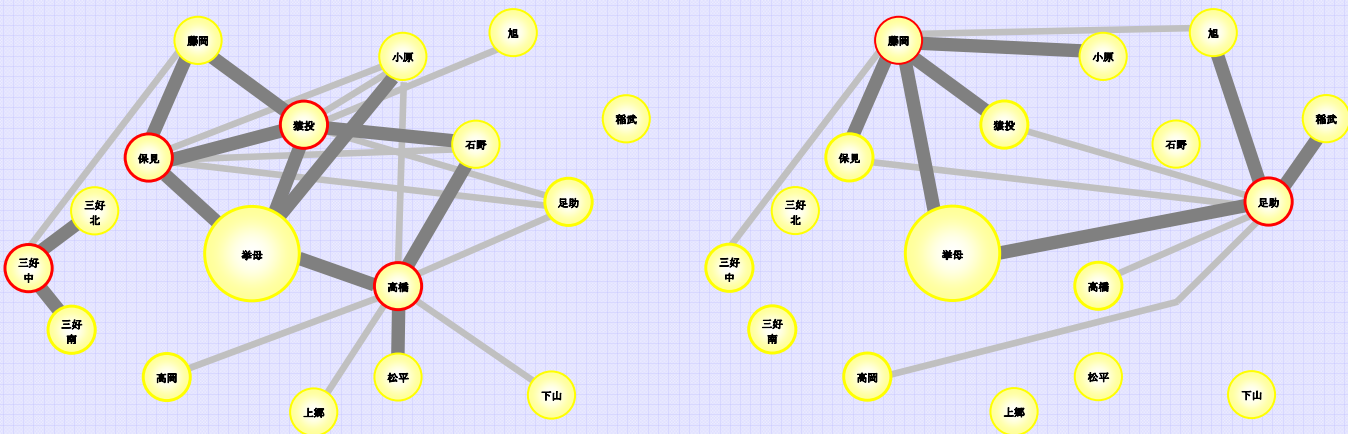 藤岡
小原
旭
猿投
稲武
石野
保見
三好
北
足助
挙母
三好
中
高橋
三好
南
高岡
松平
上郷
下山
藤岡
小原
旭
猿投
稲武
石野
保見
三好
北
足助
挙母
三好
中
高橋
三好
南
高岡
松平
上郷
下山